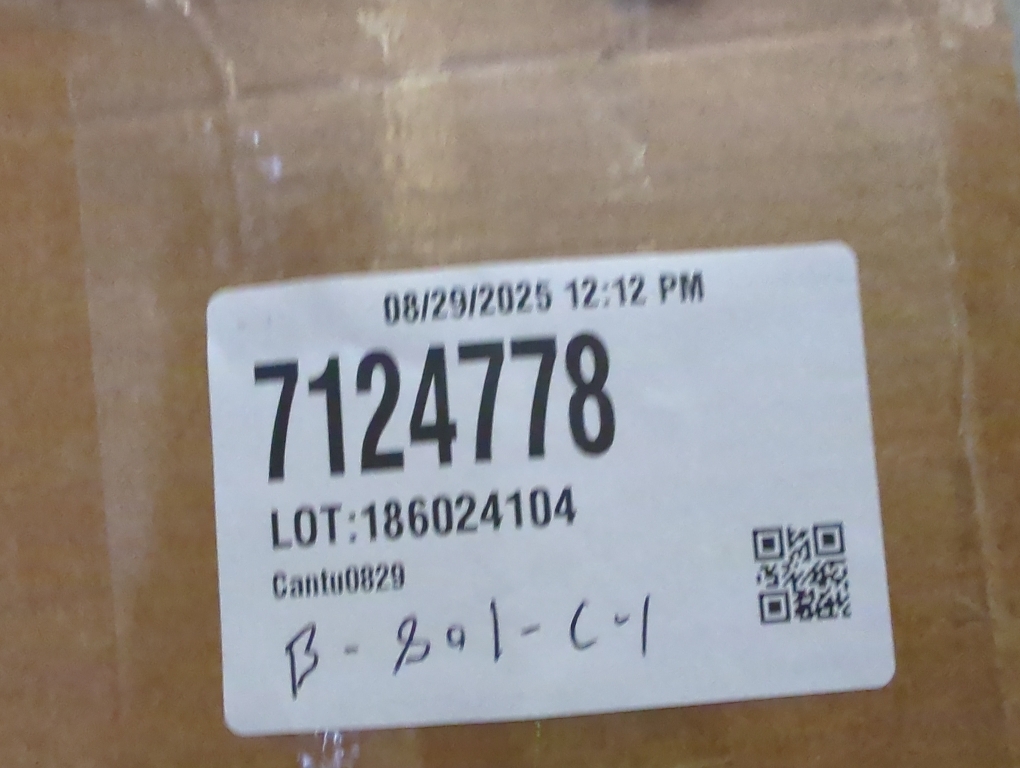 08/29/2025 12:12 PM
7124778
LOT:186024104
Cantu0829
B - 801 - C-1